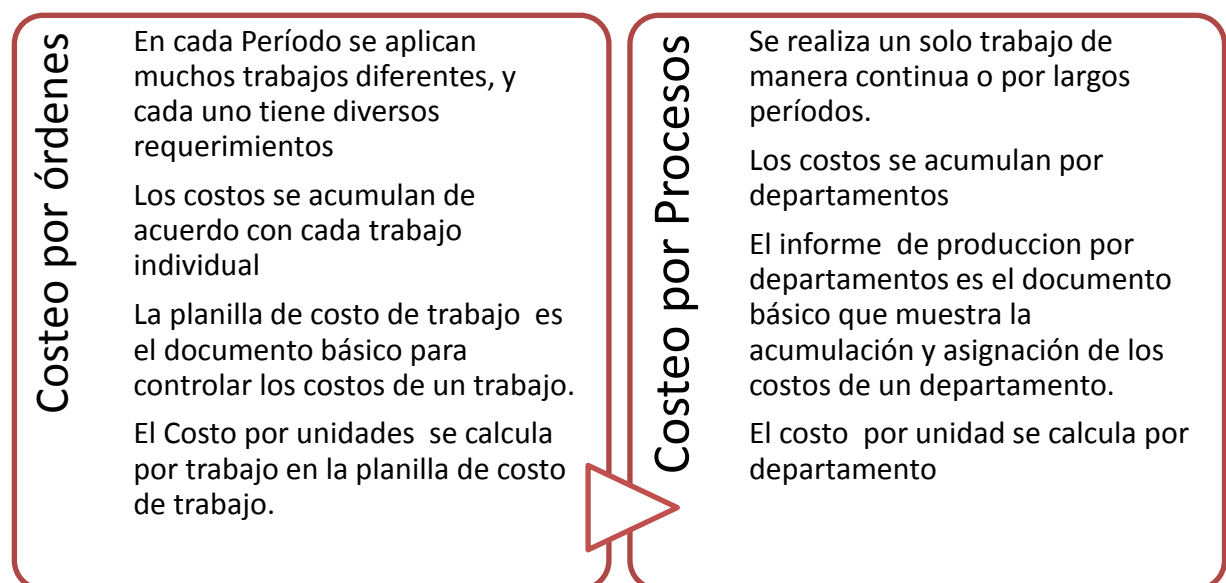 Costeo por órdenes
En cada Período se aplican
muchos trabajos diferentes, y
cada uno tiene diversos
requerimientos
Los costos se acumulan de
acuerdo con cada trabajo
individual
La planilla de costo de trabajo  es
el documento básico para
controlar los costos de un trabajo.
El Costo por unidades  se calcula
por trabajo en la planilla de costo
de trabajo.
Costeo por Procesos
Se realiza un solo trabajo de
manera continua o por largos
períodos.
Los costos se acumulan por
departamentos
El informe  de produccion por
departamentos es el documento
básico que muestra la
acumulación y asignación de los
costos de un departamento.
El costo  por unidad se calcula por
departamento